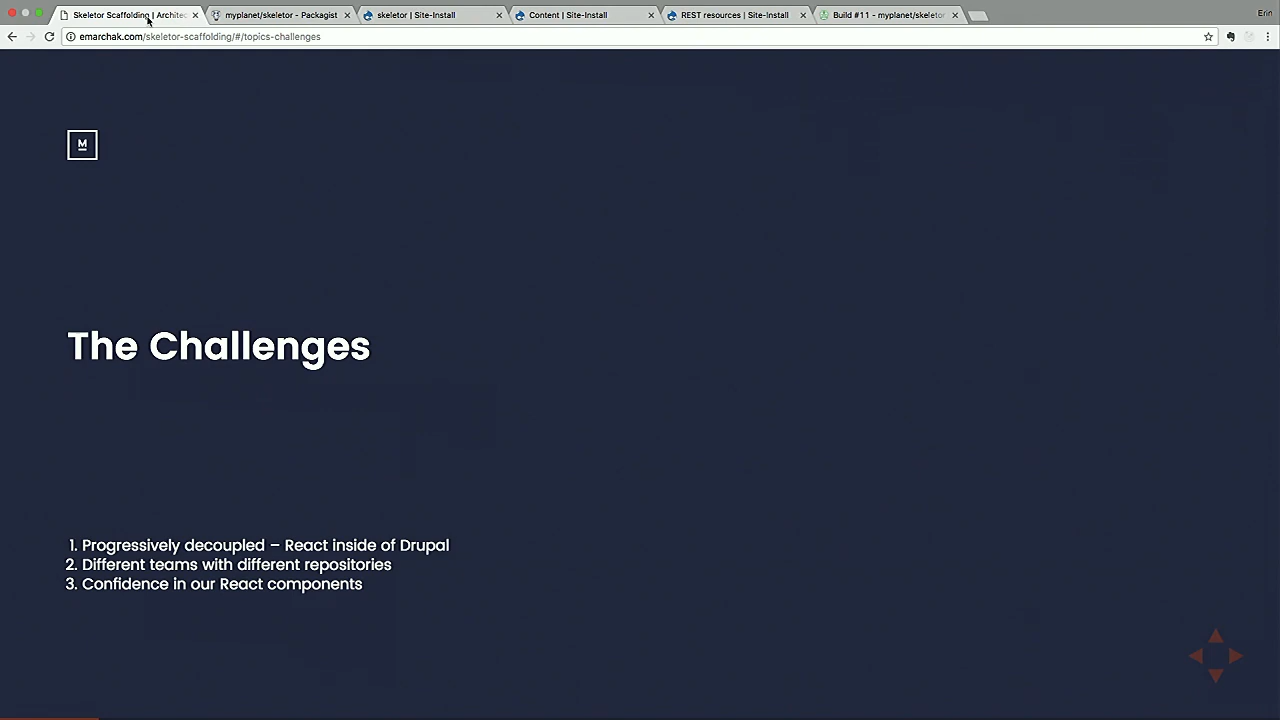 Skeletor Scaffolding | Archite
myplanet/skeletor - Packagist
skeletor | Site-Install
Content | Site-Install
REST resources | Site-Install
Build #11 - myplanet/skeletor
Erin
emarchak.com/skeletor-scaffolding/#/topics-challenges
M
The Challenges
1. Progressively decoupled – React inside of Drupal
2. Different teams with different repositories
3. Confidence in our React components